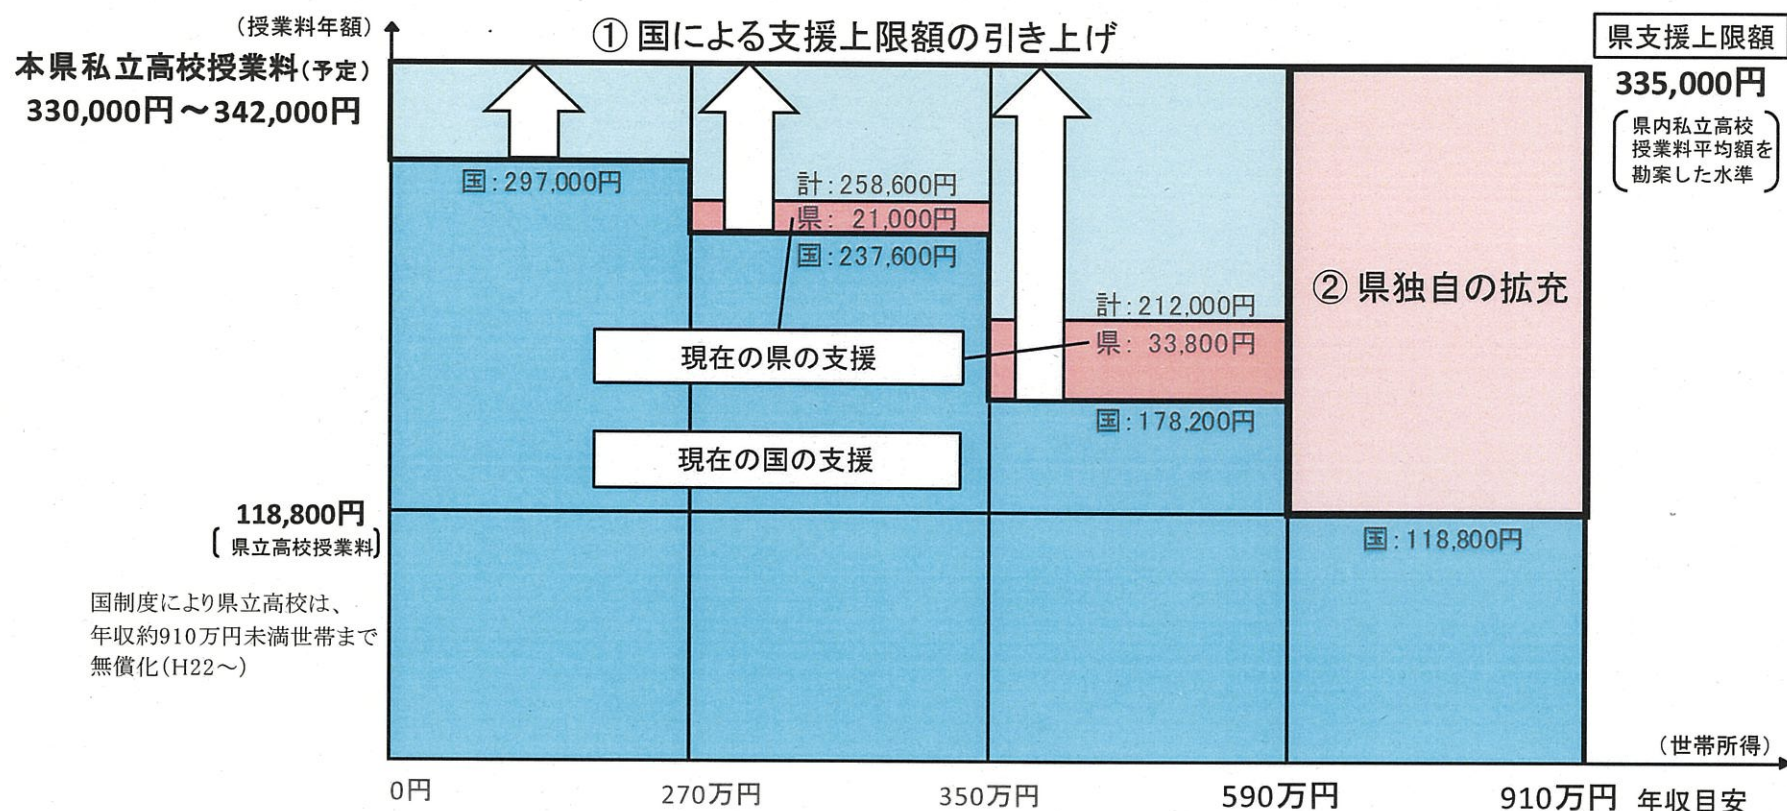 (授業料年額)
① 国による支援上限額の引き上げ
県支援上限額
本県私立高校授業料(予定)
330,000円～342,000円
335,000円
県内私立高校
授業料平均額を
勘案した水準
国:297,000円
計:258,600円
県: 21,000円
国:237,600円
計:212,000円
県: 33,800円
国:178,200円
② 県独自の拡充
現在の県の支援
現在の国の支援
118,800円
[県立高校授業料]
国:118,800円
国制度により県立高校は、
年収約910万円未満世帯まで
無償化(H22～)
(世帯所得)
0円
270万円
350万円
590万円
910万円
年収目安